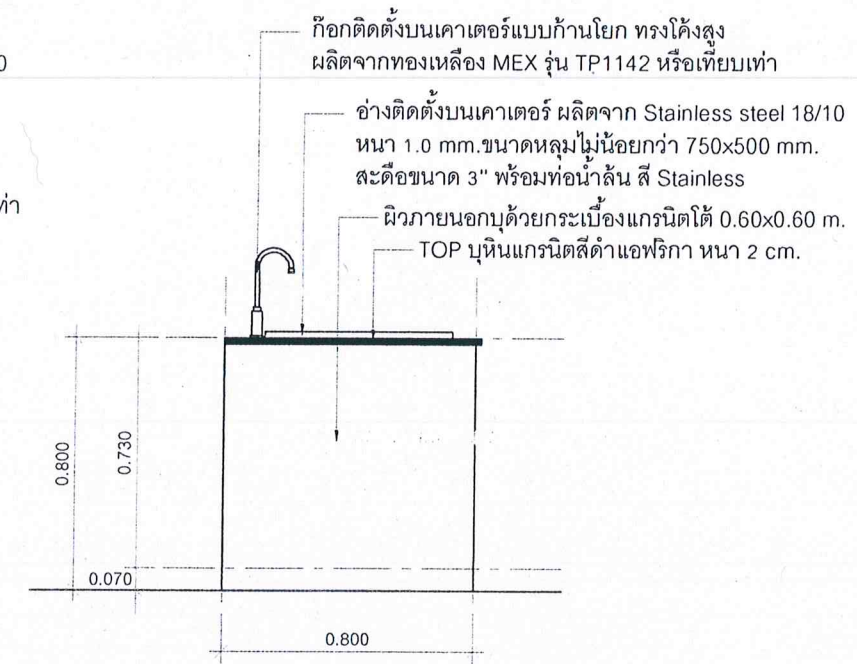 ก๊อกติดตั้งบนเคาเตอร์แบบก้านโยก ทรงโค้งสูง
ผลิตจากทองเหลือง MEX รุ่น TP1142 หรือเทียบเท่า
0
อ่างติดตั้งบนเคาเตอร์ ผลิตจาก Stainless steel 18/10
หนา 1.0 mm.ขนาดหลุมไม่น้อยกว่า 750x500 mm.
สะดือขนาด 3" พร้อมท่อน้ำล้น สี Stainless
ท่า
ผิวภายนอกบุด้วยกระเบื้องแกรนิตโต้ 0.60x0.60 m.
TOP บุหินแกรนิตสีดำแอฟริกา หนา 2 cm.
0.800
0.730
0.070
0.800